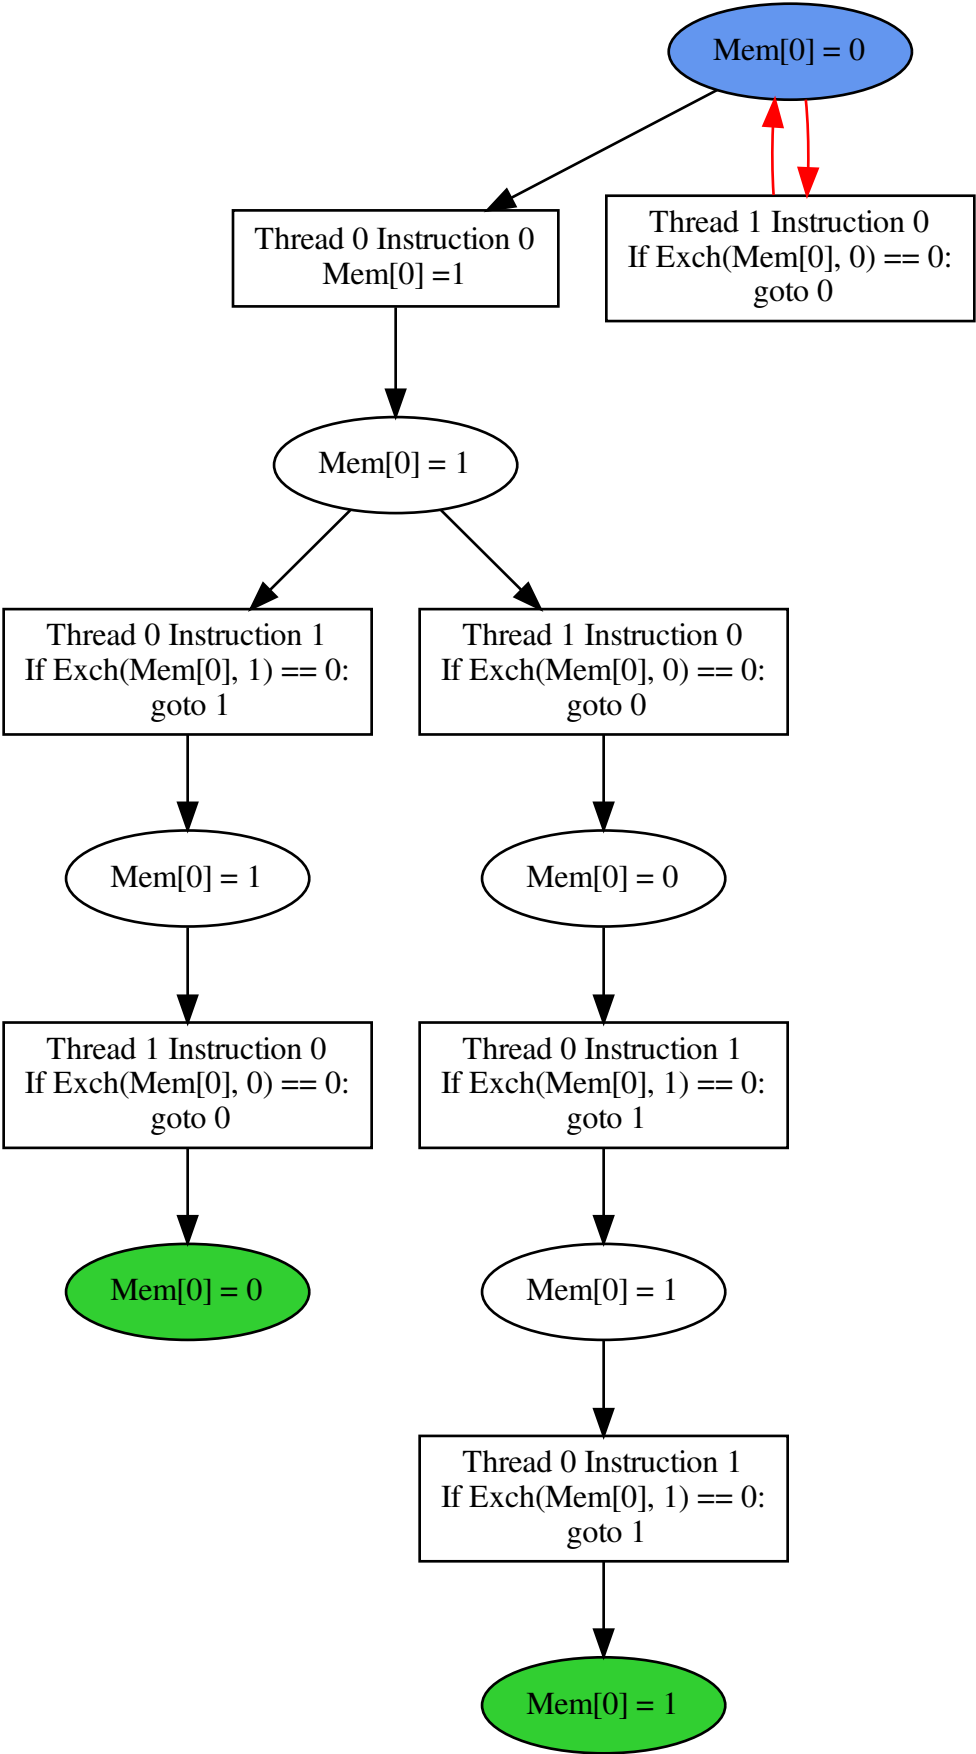 Mem[0] = 0
Thread 0 Instruction 0
Mem[0] =1
Thread 1 Instruction 0
If Exch(Mem[0], 0) == 0:
goto 0
Mem[0] = 1
Thread 0 Instruction 1
If Exch(Mem[0], 1) == 0:
goto 1
Thread 1 Instruction 0
If Exch(Mem[0], 0) == 0:
goto 0
Mem[0] = 1
Mem[0] = 0
Thread 1 Instruction 0
If Exch(Mem[0], 0) == 0:
goto 0
Thread 0 Instruction 1
If Exch(Mem[0], 1) == 0:
goto 1
Mem[0] = 0
Mem[0] = 1
Thread 0 Instruction 1
If Exch(Mem[0], 1) == 0:
goto 1
Mem[0] = 1